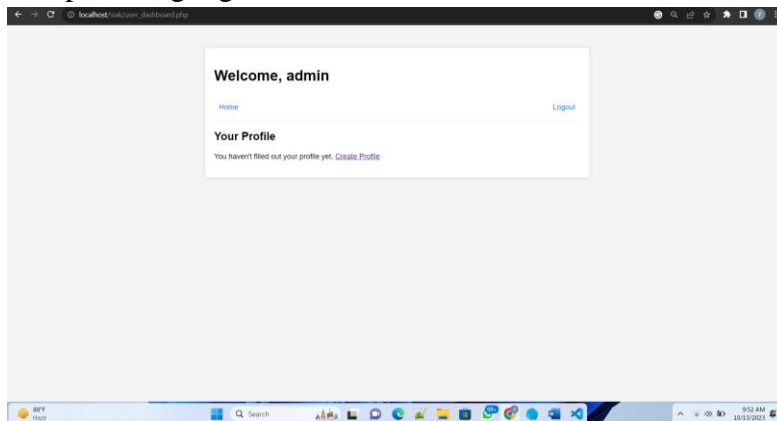 localhost/siak/user_dashboard.php
Welcome, admin
Home
Logout
Your Profile
You haven't filled out your profile yet. Create Profile
88°F
Haze
Search
99+
9:52 AM
10/13/2023